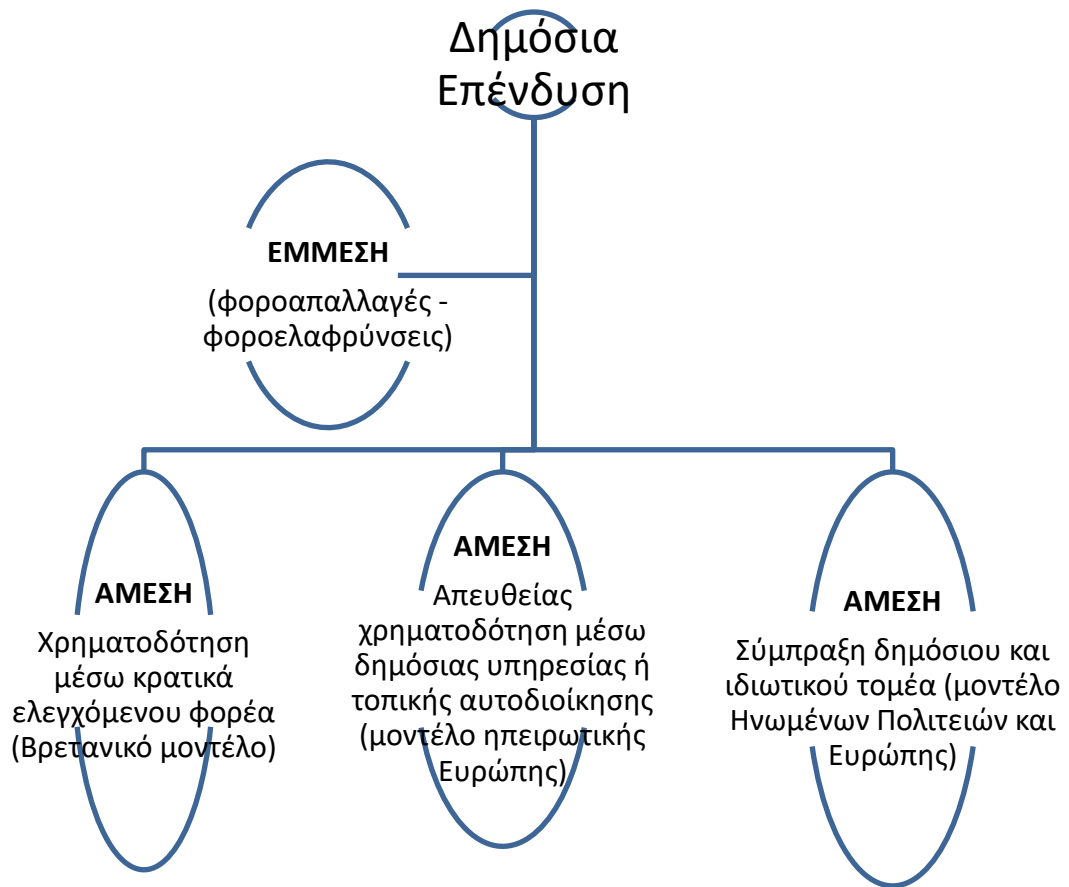 Δημόσια
Επένδυση
ΕΜΜΕΣΗ
(φοροαπαλλαγές -
φοροελαφρύνσεις)
ΑΜΕΣΗ
Χρηματοδότηση
μέσω κρατικά
ελεγχόμενου φορέα
(Βρετανικό μοντέλο)
ΑΜΕΣΗ
Απευθείας
χρηματοδότηση μέσω
δημόσιας υπηρεσίας ή
τοπικής αυτοδιοίκησης
(μοντέλο ηπειρωτικής
Ευρώπης)
ΑΜΕΣΗ
Σύμπραξη δημόσιου και
ιδιωτικού τομέα (μοντέλο
Ηνωμένων Πολιτειών και
Ευρώπης)